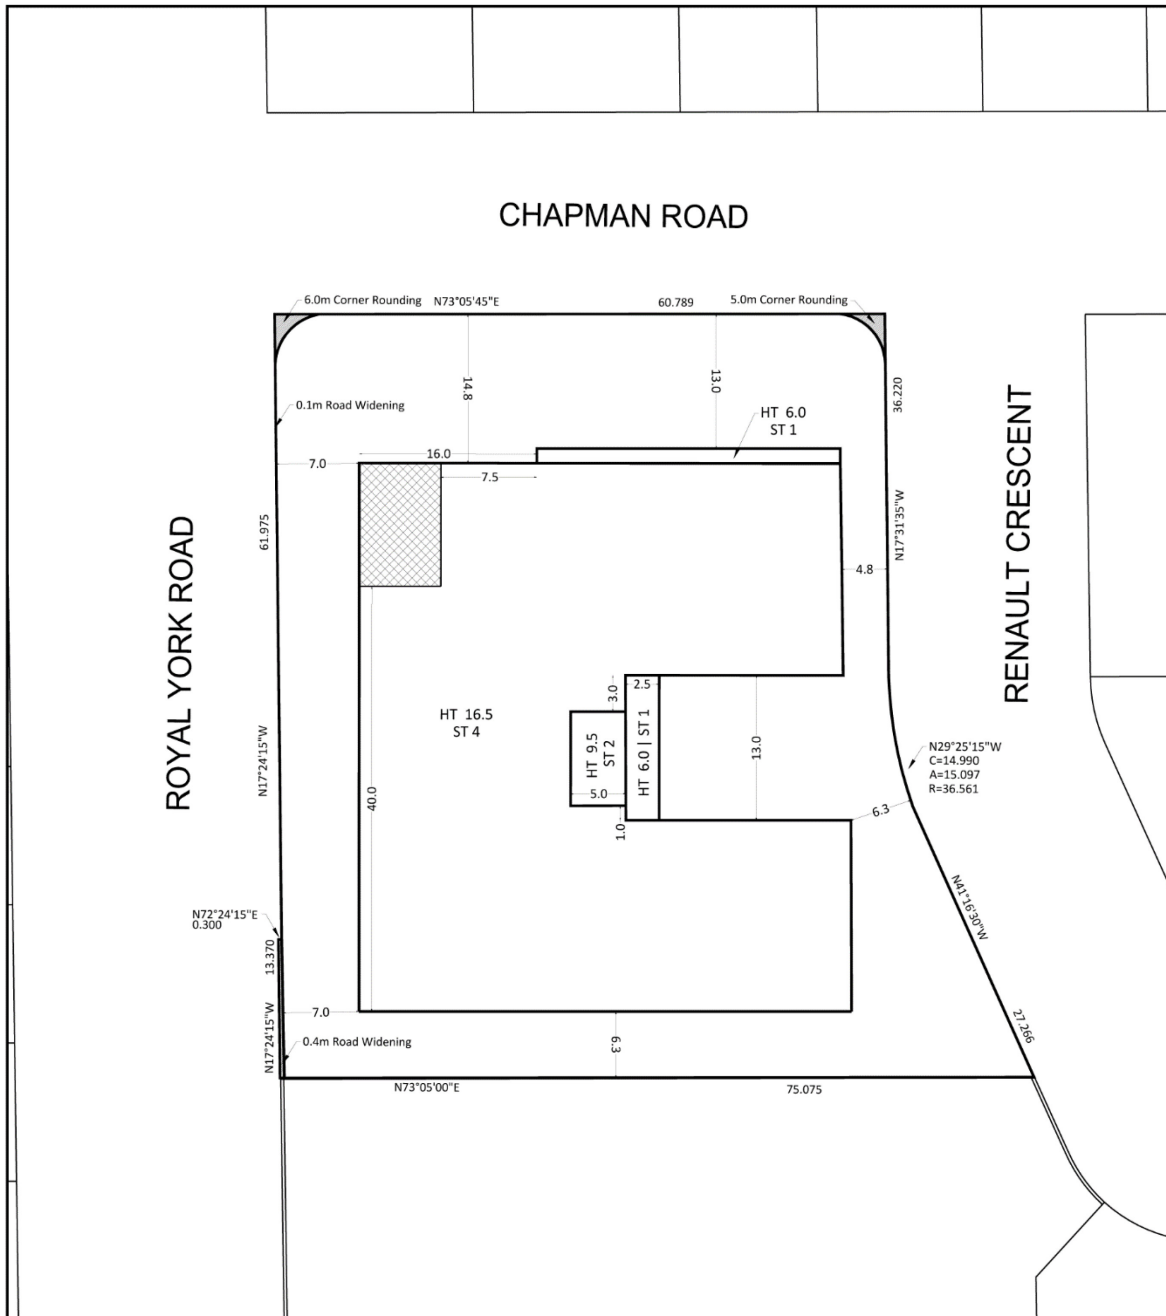 CHAPMAN ROAD
6.0m Corner Rounding
N73°05'45"E
60.789
5.0m Corner Rounding
14.8
13.0
36.220
0.1m Road Widening
HT 6.0
ST 1
RENAULT CRESCENT
16.0
7.0
7.5
61.975
N17°31'35"W
4.8
ROYAL YORK ROAD
3.0
2.5
HT 16.5
ST 4
HT 9.5
ST 2
HT 6.0 | ST 1
13.0
N17°24'15"W
N29°25'15"W
C=14.990
A=15.097
R=36.561
5.0
40.0
1.0
6.3
N41°16'30"W
N72°24'15"E
0.300
13.370
7.0
N17°24'15"W
0.4m Road Widening
6.3
27.266
N73°05'00"E
75.075